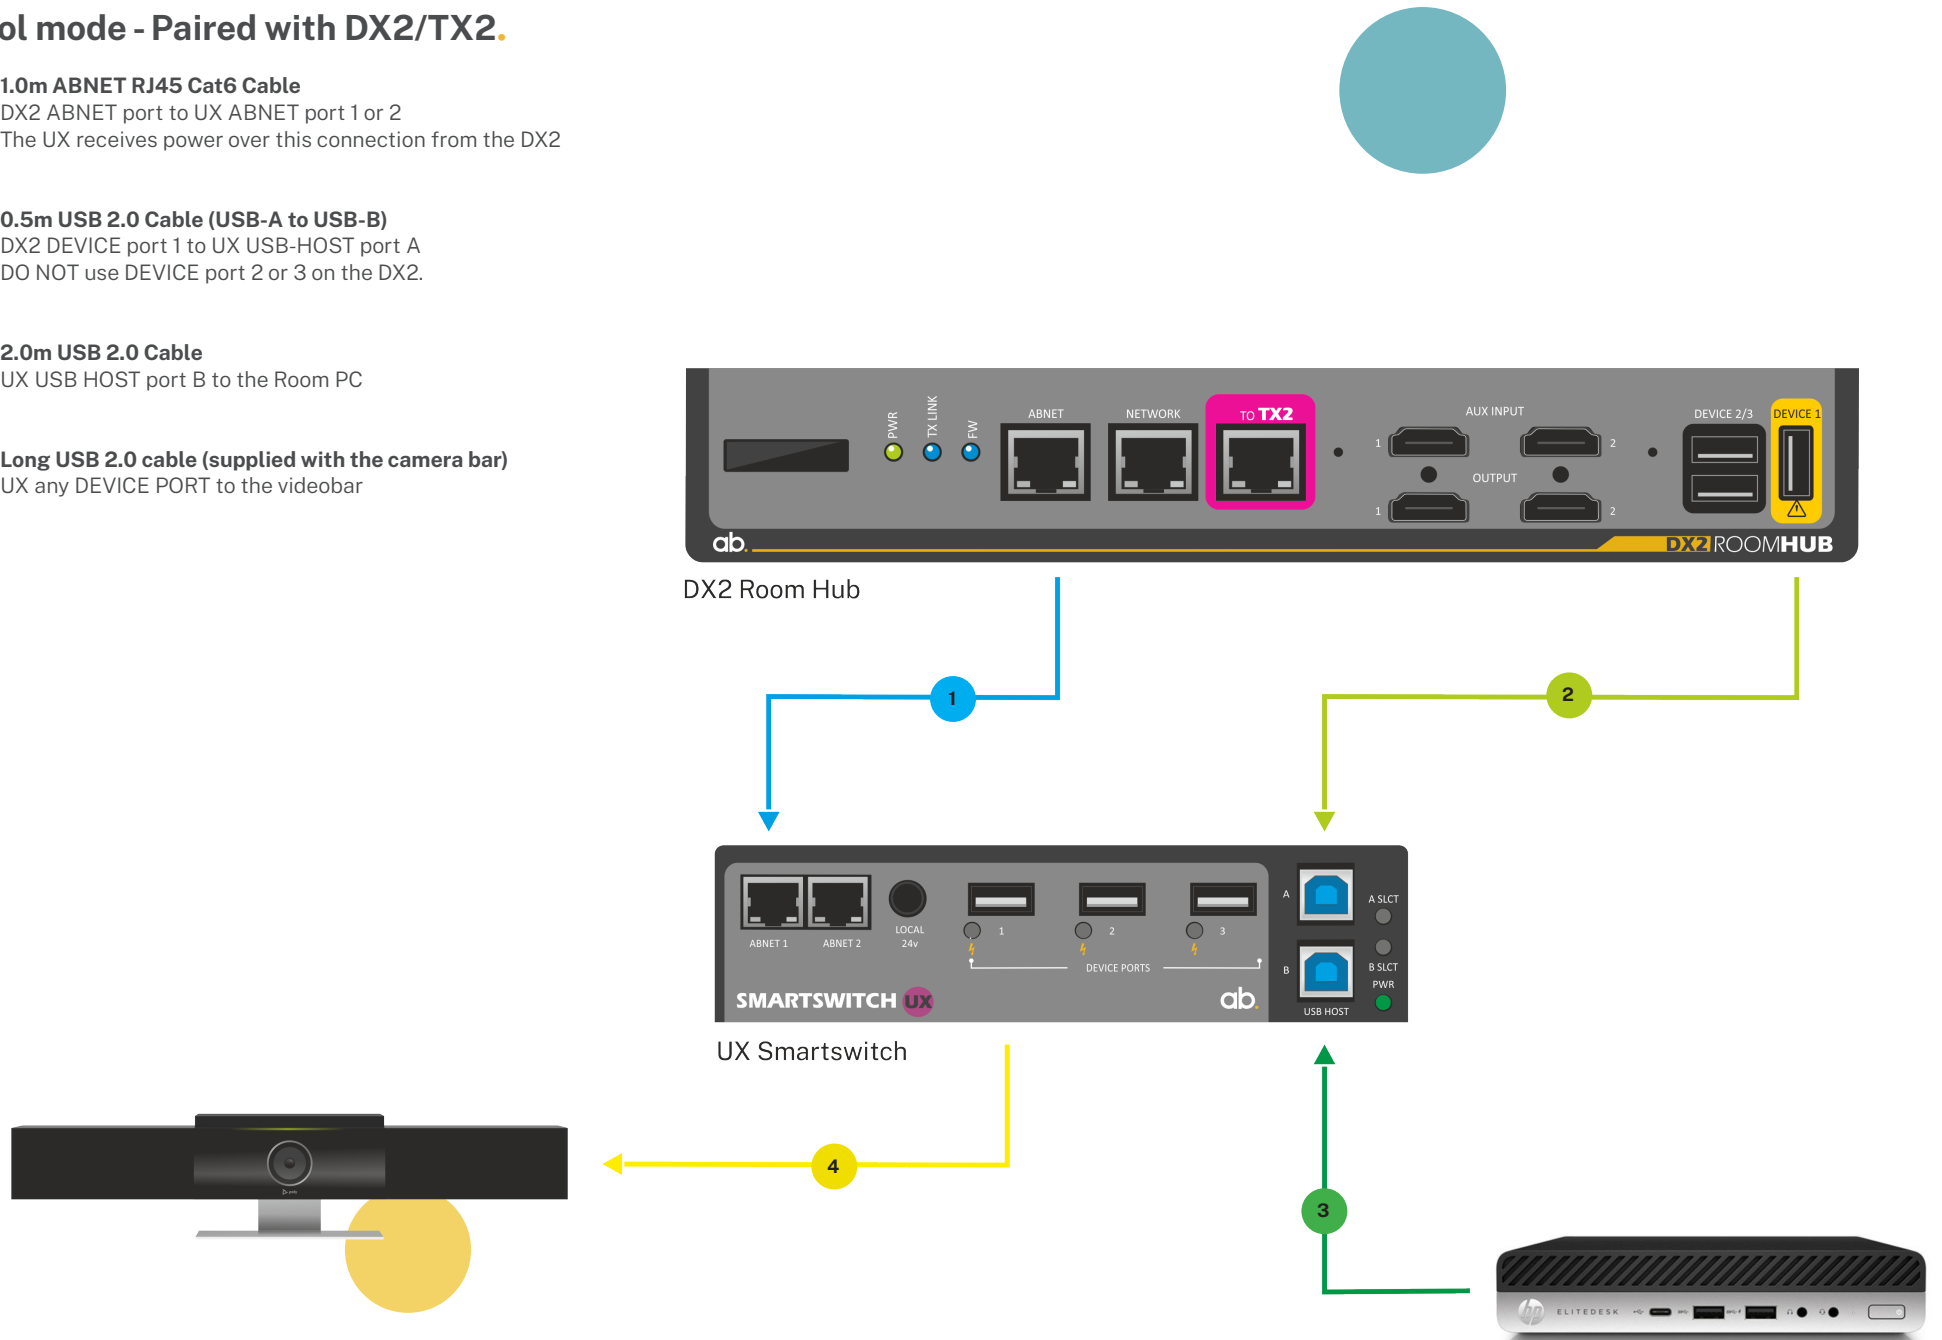 ol mode - Paired with DX2/TX2.
1.0m ABNET RJ45 Cat6 Cable
DX2 ABNET port to UX ABNET port 1 or 2
The UX receives power over this connection from the DX2
0.5m USB 2.0 Cable (USB-A to USB-B)
DX2 DEVICE port 1 to UX USB-HOST port A
DO NOT use DEVICE port 2 or 3 on the DX2.
2.0m USB 2.0 Cable
UX USB HOST port B to the Room PC
Long USB 2.0 cable (supplied with the camera bar)
UX any DEVICE PORT to the videobar
PWR
TX LINK
FW
ABNET
NETWORK
TO TX2
AUX INPUT
1
2
OUTPUT
1
2
DEVICE 2/3
DEVICE 1
ab.
DX2 ROOMHUB
DX2 Room Hub
1
2
ABNET 1
ABNET 2
LOCAL
24v
1
2
3
DEVICE PORTS
A
B
A SLCT
B SLCT
PWR
USB HOST
SMARTSWITCH UX
ab.
UX Smartswitch
4
3
poly
hp
ELITEDESK